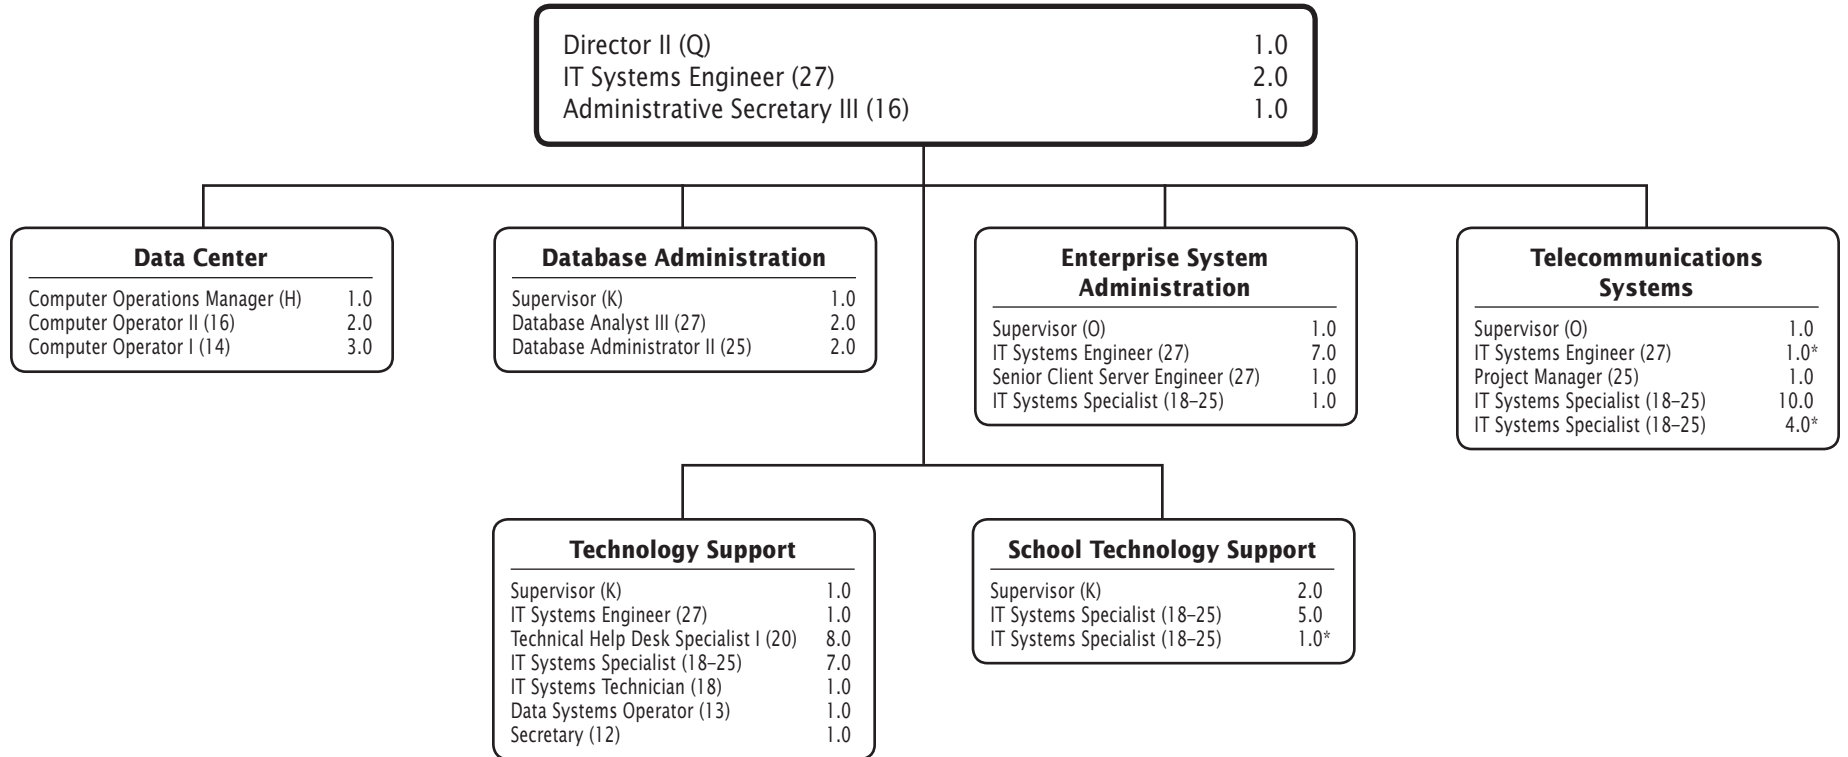 Director II (Q) 1.0
IT Systems Engineer (27) 2.0
Administrative Secretary III (16) 1.0
Data Center
Computer Operations Manager (H) 1.0
Computer Operator II (16) 2.0
Computer Operator I (14) 3.0
Database Administration
Supervisor (K) 1.0
Database Analyst III (27) 2.0
Database Administrator II (25) 2.0
Enterprise System
Administration
Supervisor (O) 1.0
IT Systems Engineer (27) 7.0
Senior Client Server Engineer (27) 1.0
IT Systems Specialist (18–25) 1.0
Telecommunications
Systems
Supervisor (O) 1.0
IT Systems Engineer (27) 1.0*
Project Manager (25) 1.0
IT Systems Specialist (18–25) 10.0
IT Systems Specialist (18–25) 4.0*
Technology Support
Supervisor (K) 1.0
IT Systems Engineer (27) 1.0
Technical Help Desk Specialist I (20) 8.0
IT Systems Specialist (18–25) 7.0
IT Systems Technician (18) 1.0
Data Systems Operator (13) 1.0
Secretary (12) 1.0
School Technology Support
Supervisor (K) 2.0
IT Systems Specialist (18–25) 5.0
IT Systems Specialist (18–25) 1.0*